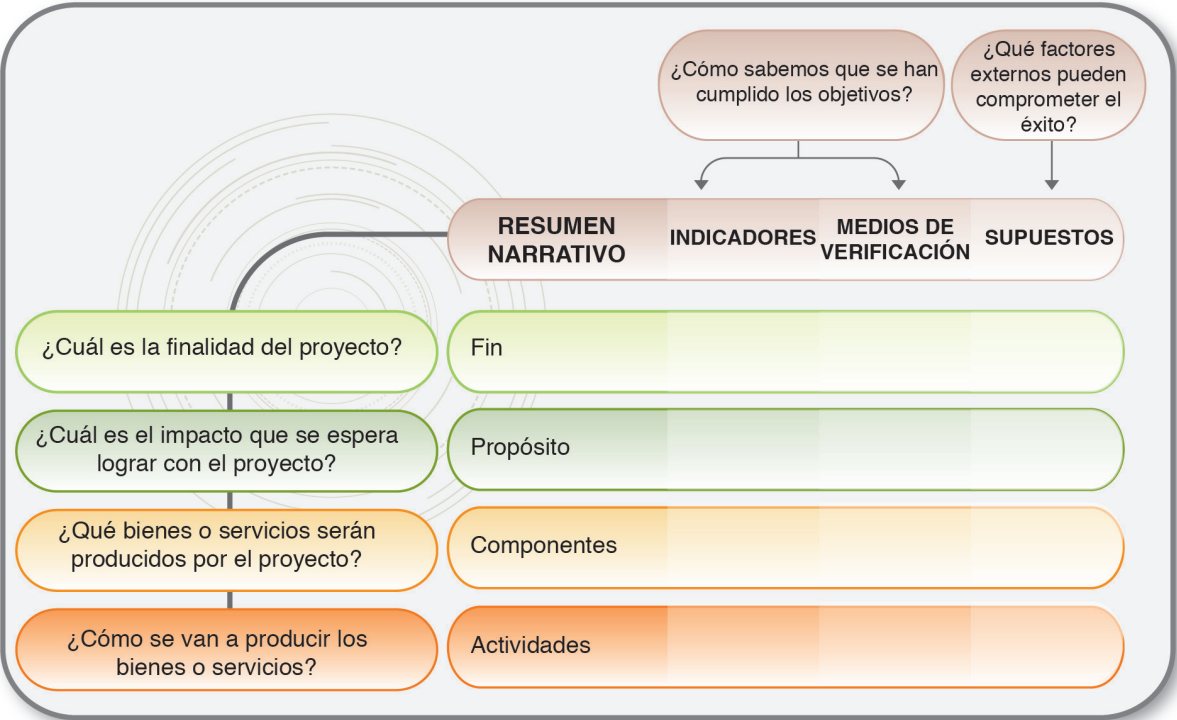 ¿Cómo sabemos que se han
cumplido los objetivos?
¿Qué factores
externos pueden
comprometer el
éxito?
RESUMEN
NARRATIVO
INDICADORES
MEDIOS DE
VERIFICACIÓN
SUPUESTOS
¿Cuál es la finalidad del proyecto?
Fin
¿Cuál es el impacto que se espera
lograr con el proyecto?
Propósito
¿Qué bienes o servicios serán
producidos por el proyecto?
Componentes
¿Cómo se van a producir los
bienes o servicios?
Actividades